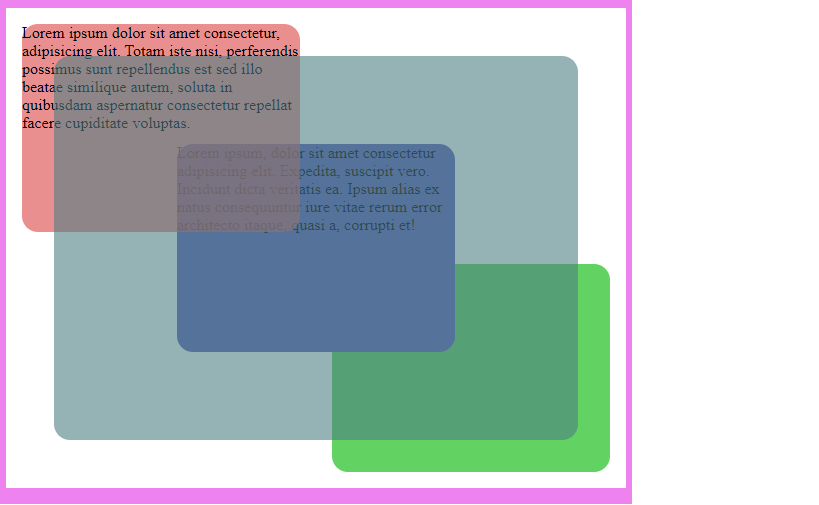 Lorem ipsum dolor sit amet consectetur,
adipisicing elit. Totam iste nisi, perferendis
possimus sunt repellendus est sed illo
beatae similique autem, soluta in
quibusdam aspernatur consectetur repellat
facere cupiditate voluptas.
Lorem ipsum, dolor sit amet consectetur
adipisicing elit. Expedita, suscipit vero.
Incidunt dicta veritatis ea. Ipsum alias ex
natus consequuntur iure vitae rerum error
architecto itaque, quasi a, corrupti et!